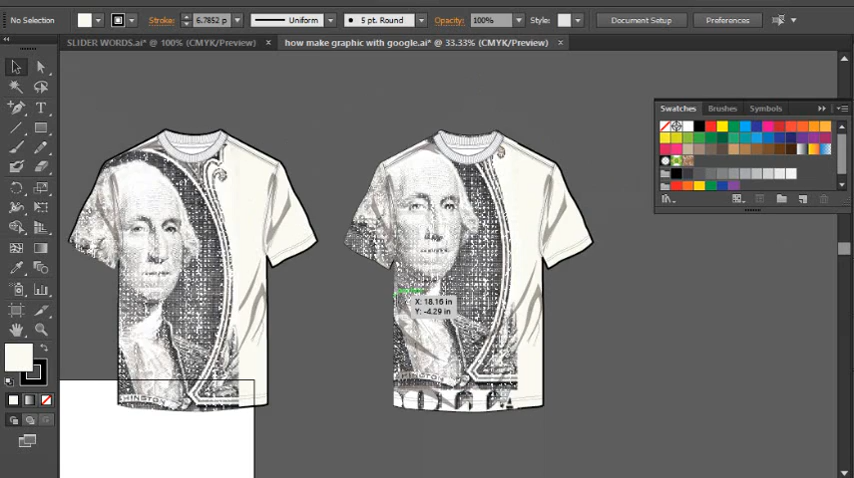 No Selection
Stroke: 6.7852 p Uniform 5 pt. Round Opacity: 100% Style: Document Setup Preferences
SLIDER WORDS.ai* @ 100% (CMYK/Preview) × how make graphic with google.ai* @ 33.33% (CMYK/Preview) ×
Swatches Brushes Symbols
X: 18.16 in
Y: -4.29 in
HINGTON
HINGTON